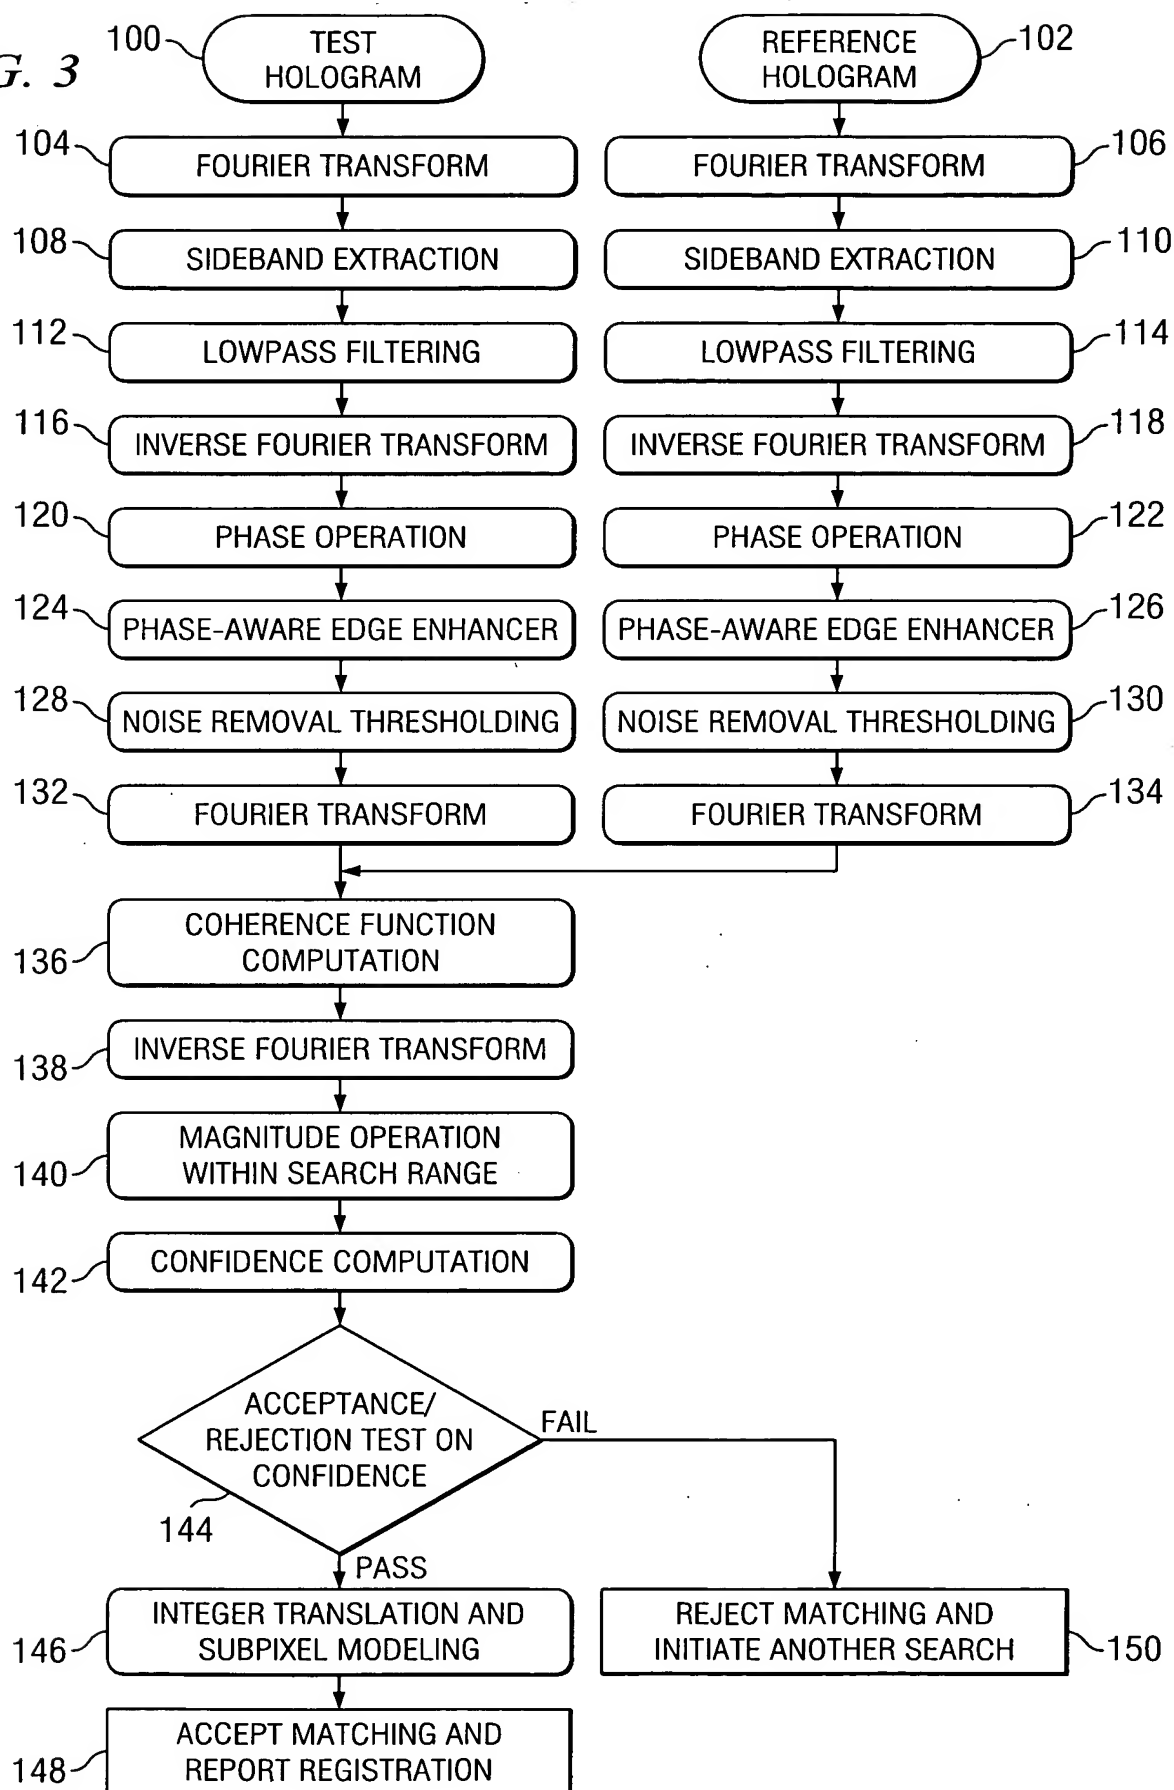 G. 3
100
TEST
HOLOGRAM
REFERENCE
HOLOGRAM
102
104
FOURIER TRANSFORM
FOURIER TRANSFORM
106
108
SIDEBAND EXTRACTION
SIDEBAND EXTRACTION
110
112
LOWPASS FILTERING
LOWPASS FILTERING
114
116
INVERSE FOURIER TRANSFORM
INVERSE FOURIER TRANSFORM
118
120
PHASE OPERATION
PHASE OPERATION
122
124
PHASE-AWARE EDGE ENHANCER
PHASE-AWARE EDGE ENHANCER
126
128
NOISE REMOVAL THRESHOLDING
NOISE REMOVAL THRESHOLDING
130
132
FOURIER TRANSFORM
FOURIER TRANSFORM
134
COHERENCE FUNCTION
COMPUTATION
136
INVERSE FOURIER TRANSFORM
138
MAGNITUDE OPERATION
WITHIN SEARCH RANGE
140
CONFIDENCE COMPUTATION
142
ACCEPTANCE/
REJECTION TEST ON
CONFIDENCE
FAIL
144
PASS
INTEGER TRANSLATION AND
SUBPIXEL MODELING
146
REJECT MATCHING AND
INITIATE ANOTHER SEARCH
150
ACCEPT MATCHING AND
REPORT REGISTRATION
148